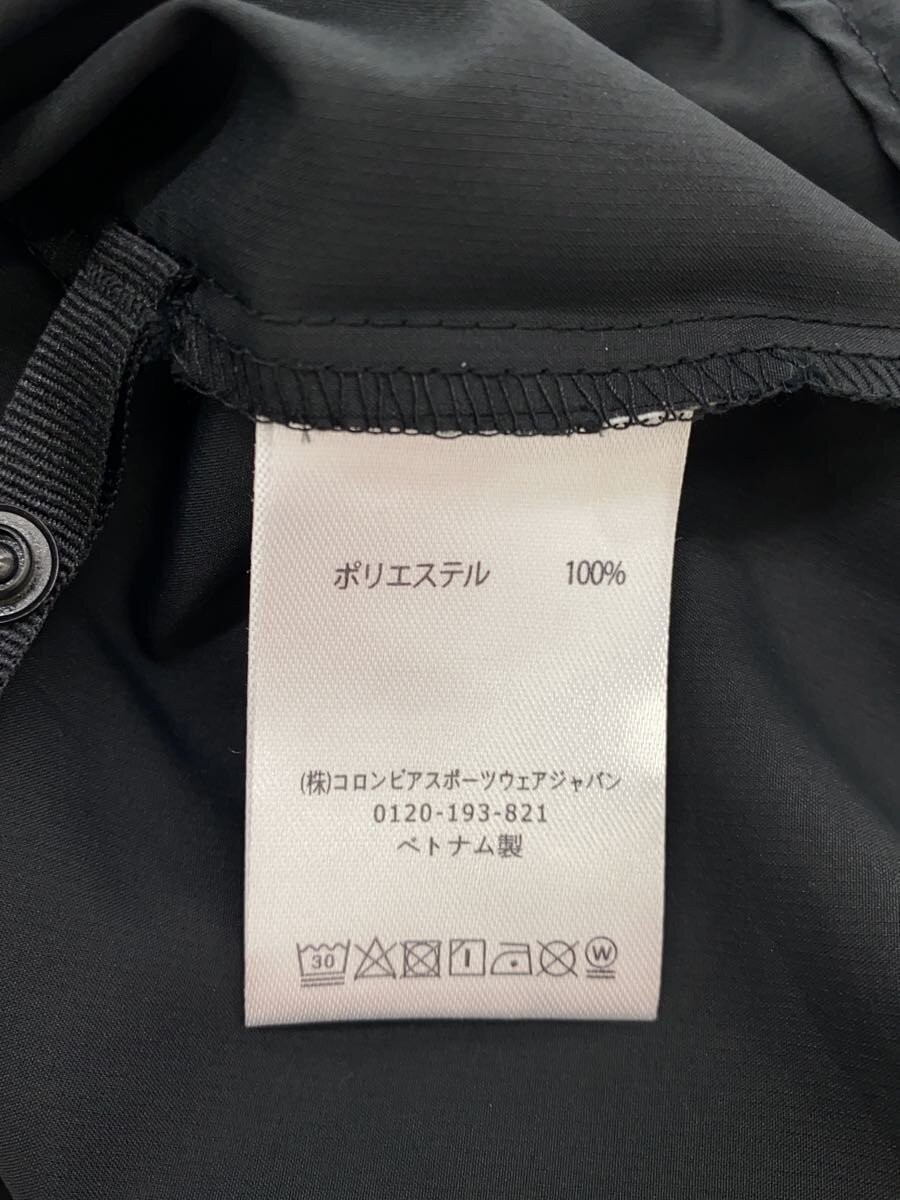 ポリエステル 100%
(株)コロンビアスポーツウェアジャパン
0120-193-821
ベトナム製
30 W